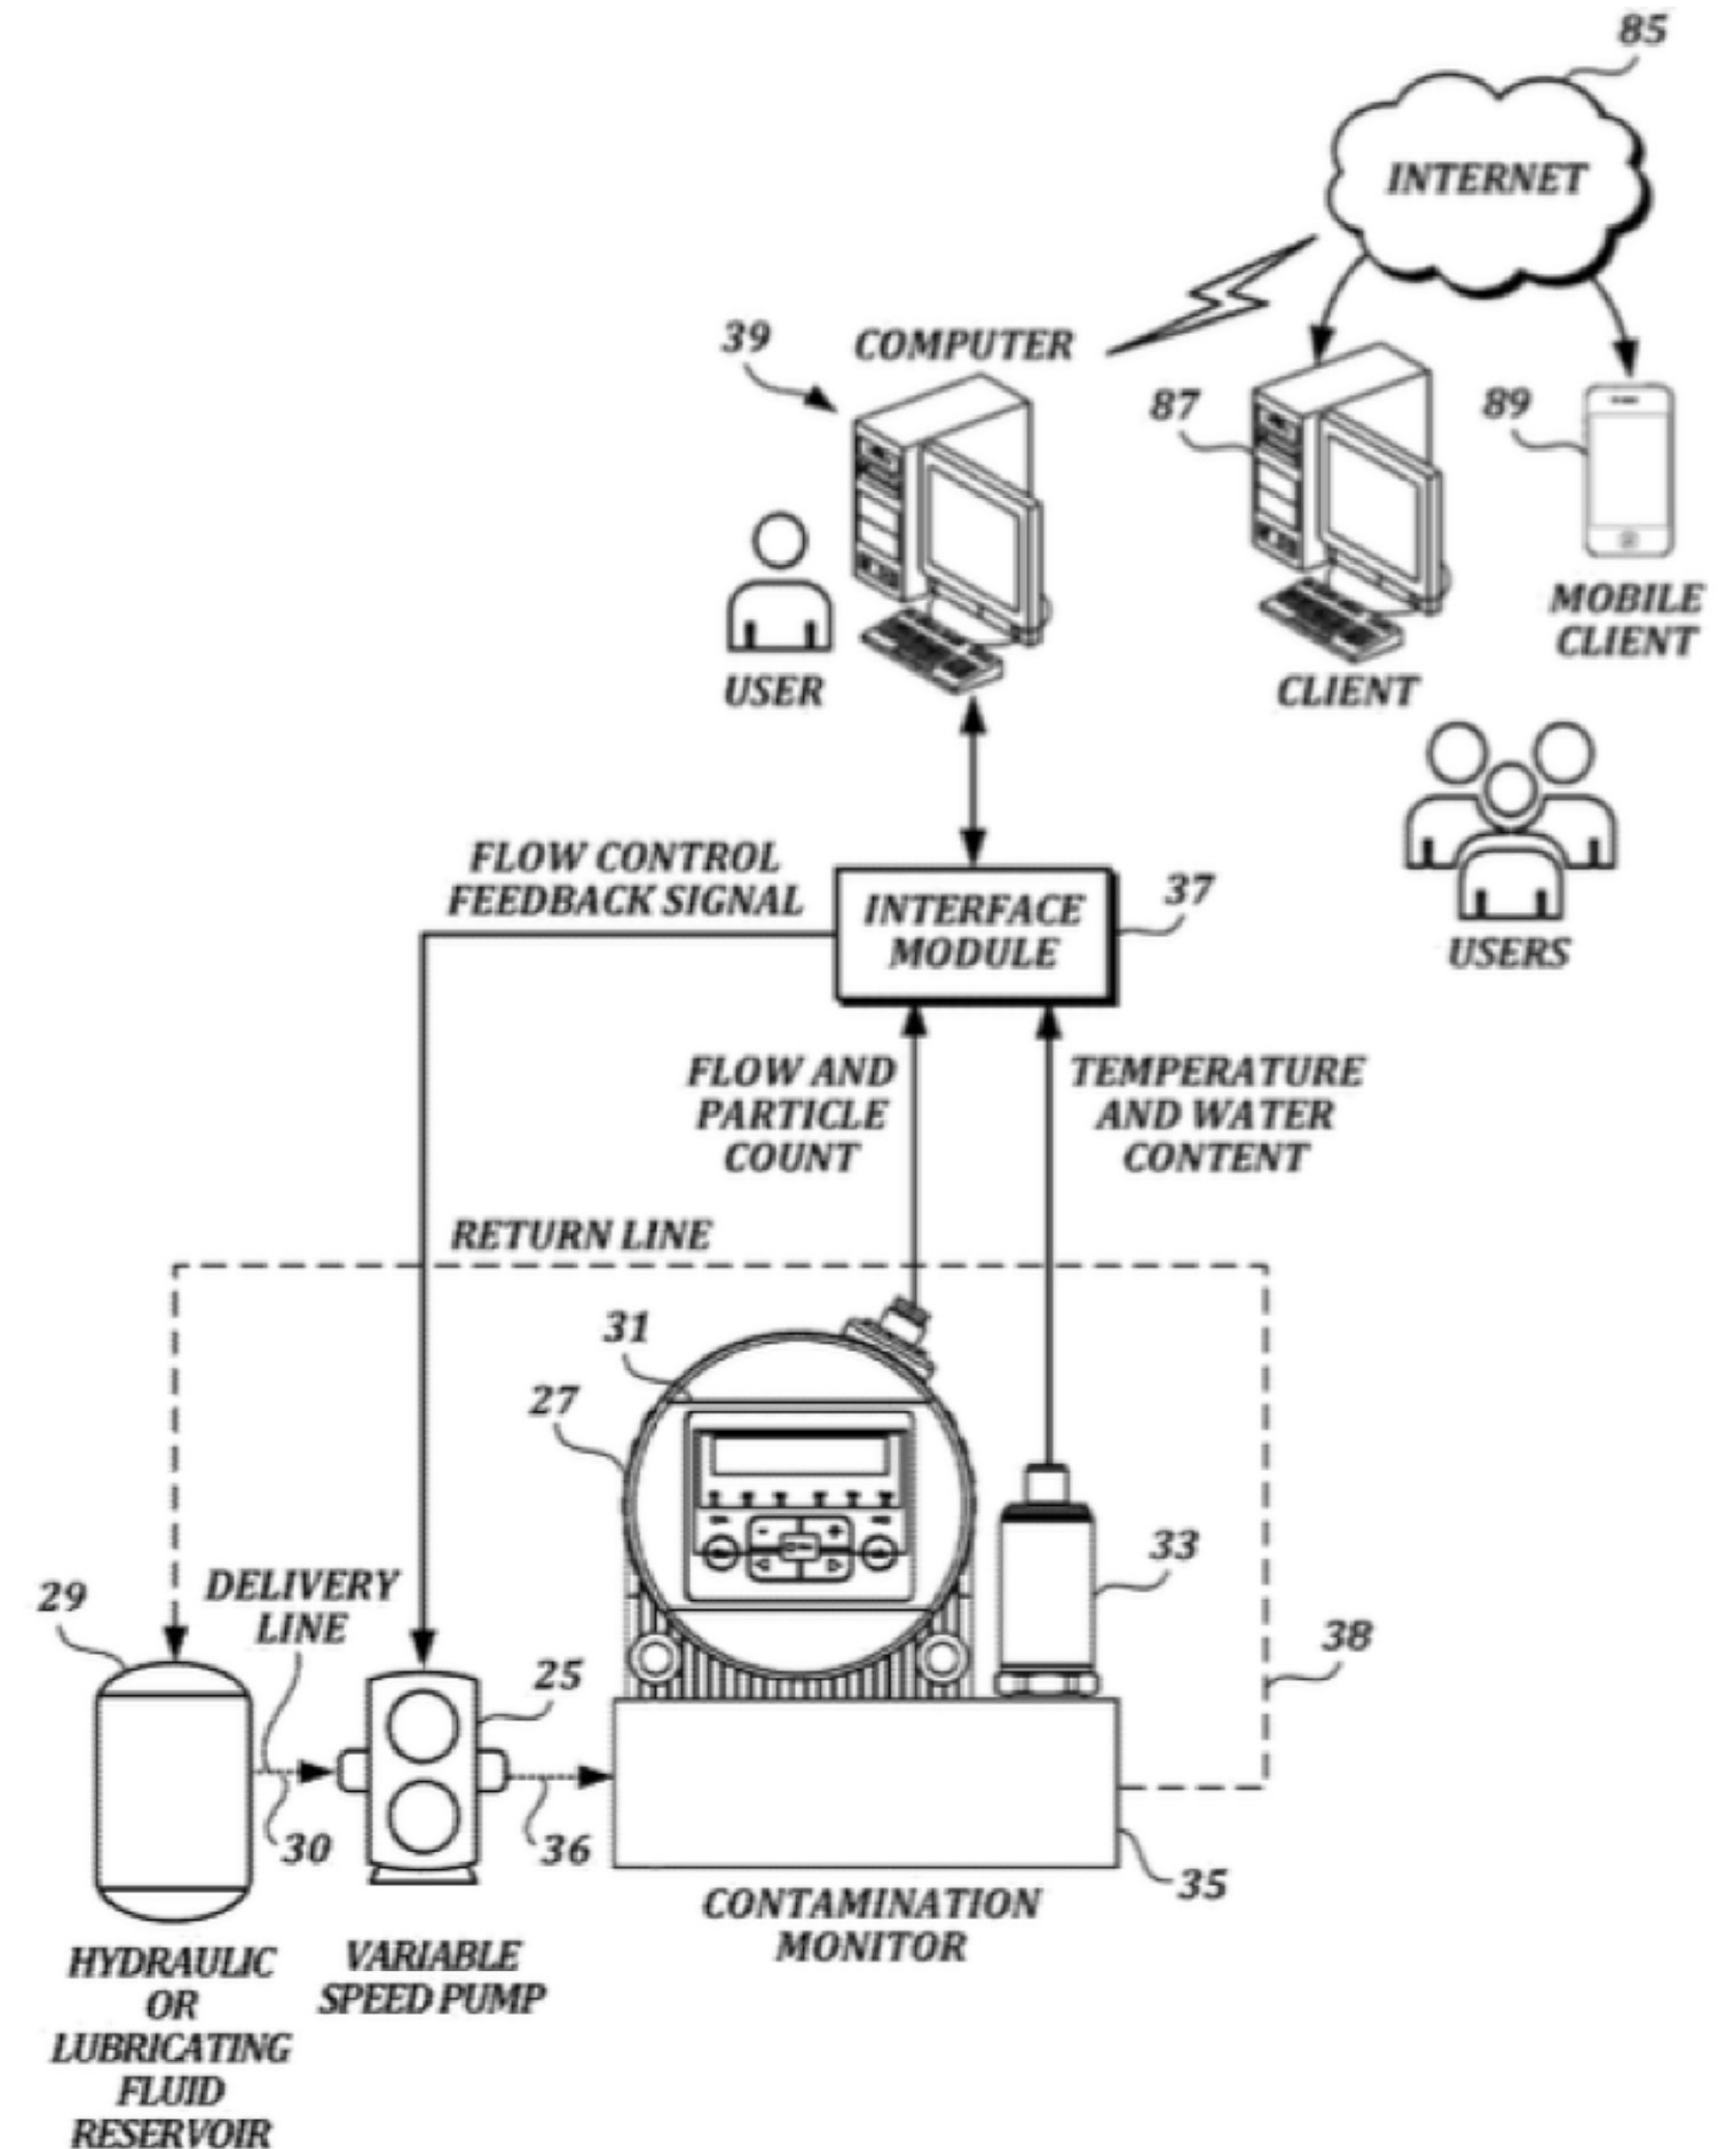 85
INTERNET
39
COMPUTER
87
89
MOBILE
CLIENT
USER
CLIENT
FLOW CONTROL
FEEDBACK SIGNAL
INTERFACE
MODULE
37
USERS
FLOW AND
PARTICLE
COUNT
TEMPERATURE
AND WATER
CONTENT
RETURN LINE
31
27
33
29
DELIVERY
LINE
38
25
30
36
35
CONTAMINATION
MONITOR
HYDRAULIC
OR
LUBRICATING
FLUID
RESERVOIR
VARIABLE
SPEED PUMP